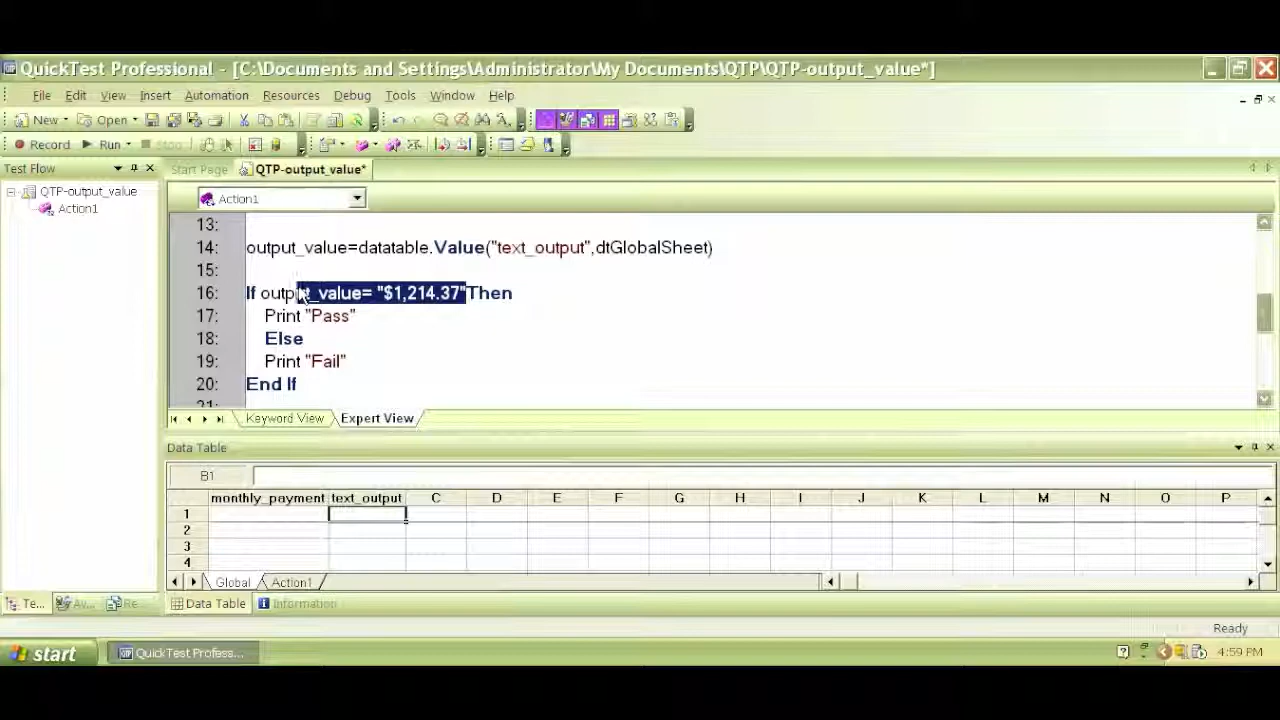 QuickTest Professional - [C:\Documents and Settings\Administrator\My Documents\QTP\QTP-output_value*]
File Edit View Insert Automation Resources Debug Tools Window Help
New Open
Record Run Stop
Test Flow
Start Page QTP-output_value*
QTP-output_value
Action1
Action1
13:
14: output_value=datatable.Value("text_output",dtGlobalSheet)
15:
16: If output_value= "$1,214.37"Then
17: Print "Pass"
18: Else
19: Print "Fail"
20: End If
21:
Keyword View Expert View
Data Table
B1
monthly_payment text_output C D E F G H I J K L M N O P
1
2
3
4
Global Action1
Te... Av... Re...
Data Table Information
Ready
start QuickTest Profess... 4:59 PM